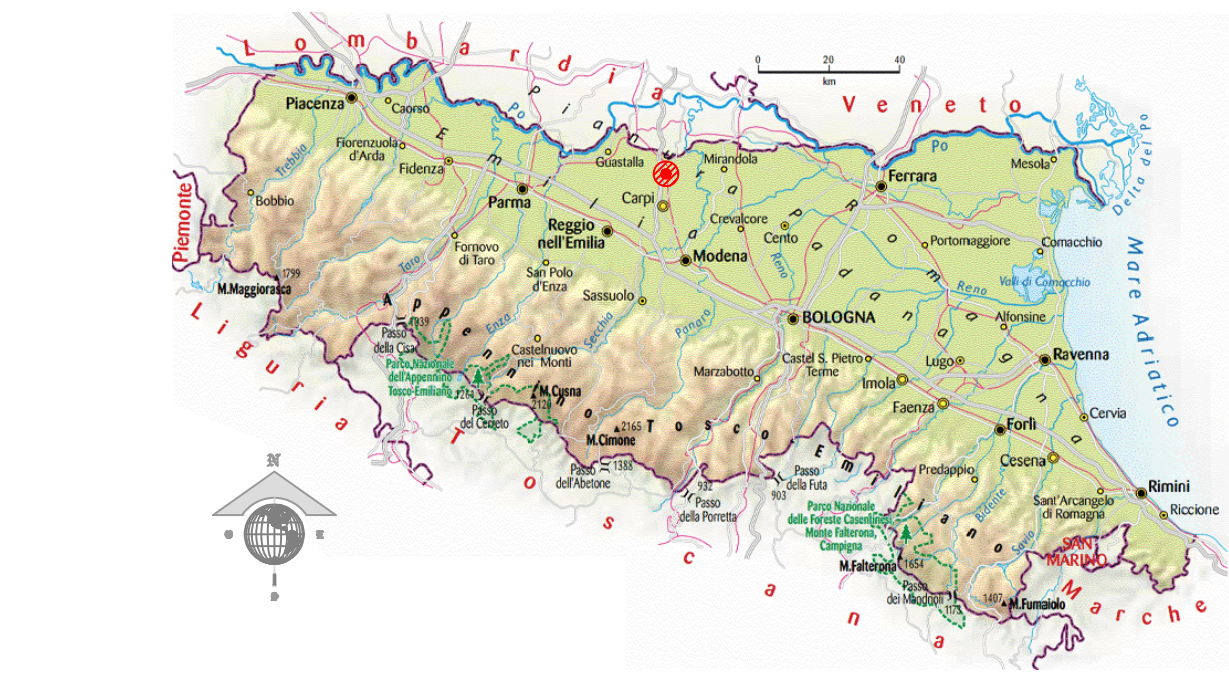 Lombardia
0 20 40
km
Veneto
Piacenza
Caorso
Po
Pianura Padana
Emilia
Romagna
Po
Delta del Po
Fiorenzuola
d'Arda
Trebbia
Fidenza
Guastalla
Mirandola
Mesola
Ferrara
Piemonte
Bobbio
Parma
Carpi
Crevalcore
Cento
Reggio
nell'Emilia
Portomaggiore
Comacchio
Fornovo
di Taro
Taro
Modena
Reno
San Polo
d'Enza
1799
M.Maggiorasca
Valli di Comacchio
Reno
Mare Adriatico
Sassuolo
Liguria
Appennino Tosco Emiliano
1039
Passo
della Cisa
Enza
Secchia
Panaro
BOLOGNA
Alfonsine
Castelnuovo
nei Monti
Parco Nazionale
dell'Appennino
Tosco-Emiliano
Marzabotto
Castel S. Pietro
Terme
Lugo
Ravenna
Imola
1261
Passo
del Cerreto
M.Cusna
2120
Faenza
Cervia
2165
M.Cimone
Forlì
Toscana
Passo
dell'Abetone
1388
Cesena
Predappio
Passo
della Futa
903
932
Passo
della Porretta
Rimini
Sant'Arcangelo
di Romagna
Riccione
Bidente
Savio
Parco Nazionale
delle Foreste Casentinesi,
Monte Falterona,
Campigna
SAN
MARINO
M.Falterona
1654
Passo
dei Mandrioli
1173
1407
M.Fumaiolo
Marche
N
O
E